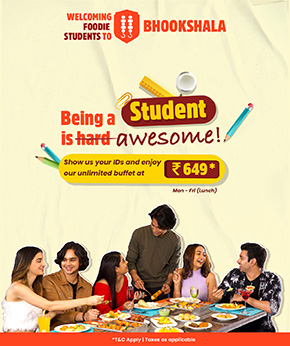 WELCOMING
FOODIE
STUDENTS TO
BHOOKSHALA
Being a Student
is hard awesome!
Show us your IDs and enjoy
our unlimited buffet at
₹649*
Mon - Fri (Lunch)
*T&C Apply | Taxes as applicable